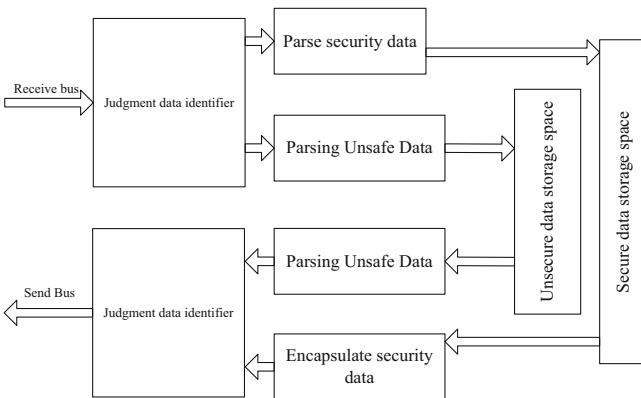 Parse security data
Receive bus
Judgment data identifier
Parsing Unsafe Data
Unsecure data storage space
Secure data storage space
Parsing Unsafe Data
Send Bus
Judgment data identifier
Encapsulate security
data